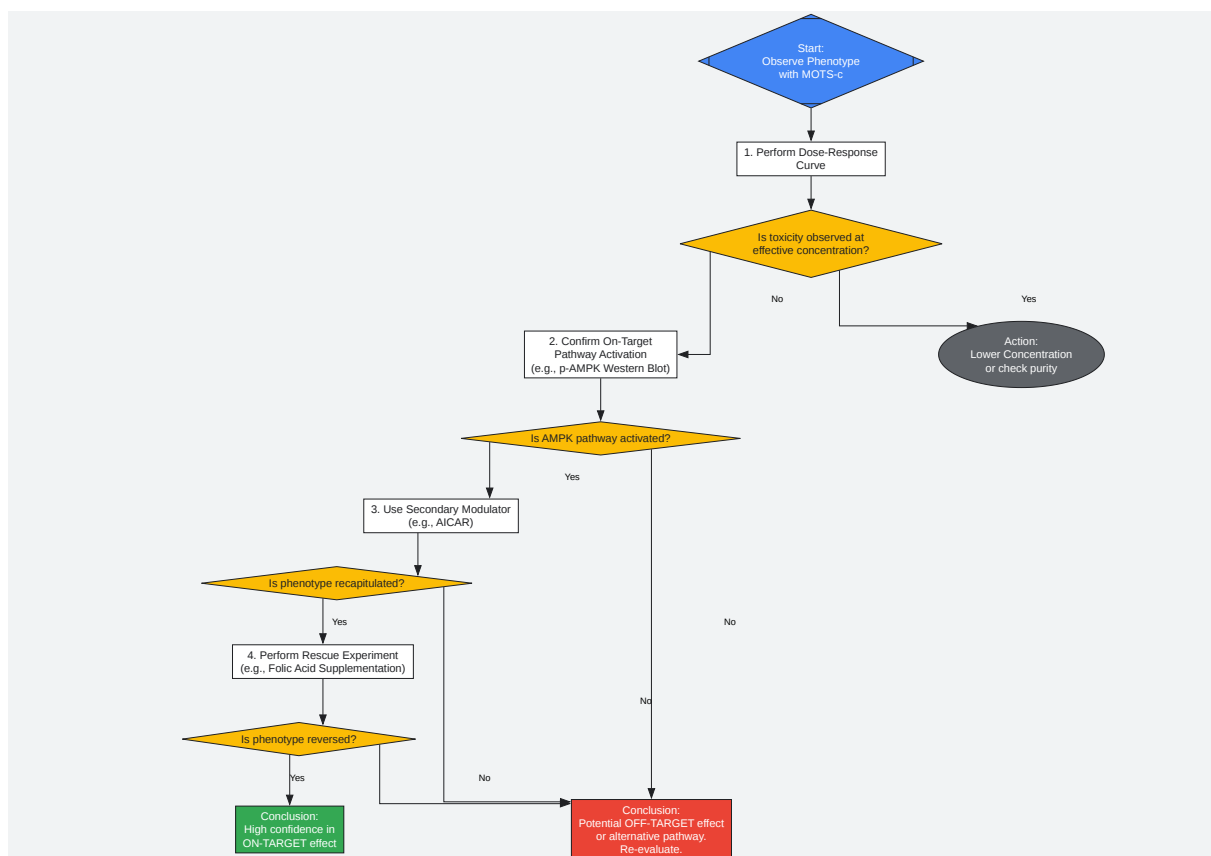 Start:
Observe Phenotype
with MOTS-c
1. Perform Dose-Response
Curve
Is toxicity observed at
effective concentration?
No
Yes
2. Confirm On-Target
Pathway Activation
(e.g., p-AMPK Western Blot)
Action:
Lower Concentration
or check purity
Is AMPK pathway activated?
Yes
3. Use Secondary Modulator
(e.g., AICAR)
Is phenotype recapitulated?
Yes
No
4. Perform Rescue Experiment
(e.g., Folic Acid Supplementation)
No
Is phenotype reversed?
Yes
No
Conclusion:
High confidence in
ON-TARGET effect
Conclusion:
Potential OFF-TARGET effect
or alternative pathway.
Re-evaluate.